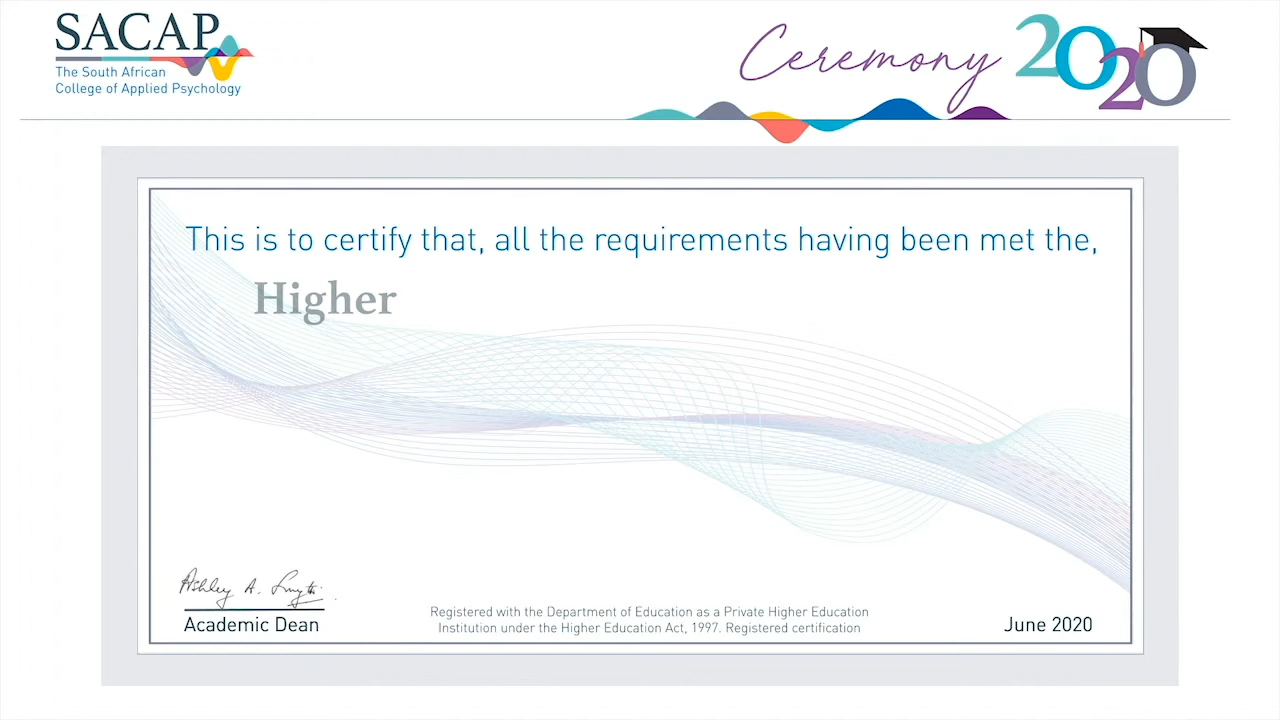 SACAP
The South African
College of Applied Psychology
Ceremony 2020
This is to certify that, all the requirements having been met the,
Higher
Ashley A. Smyth
Academic Dean
Registered with the Department of Education as a Private Higher Education
Institution under the Higher Education Act, 1997. Registered certification
June 2020